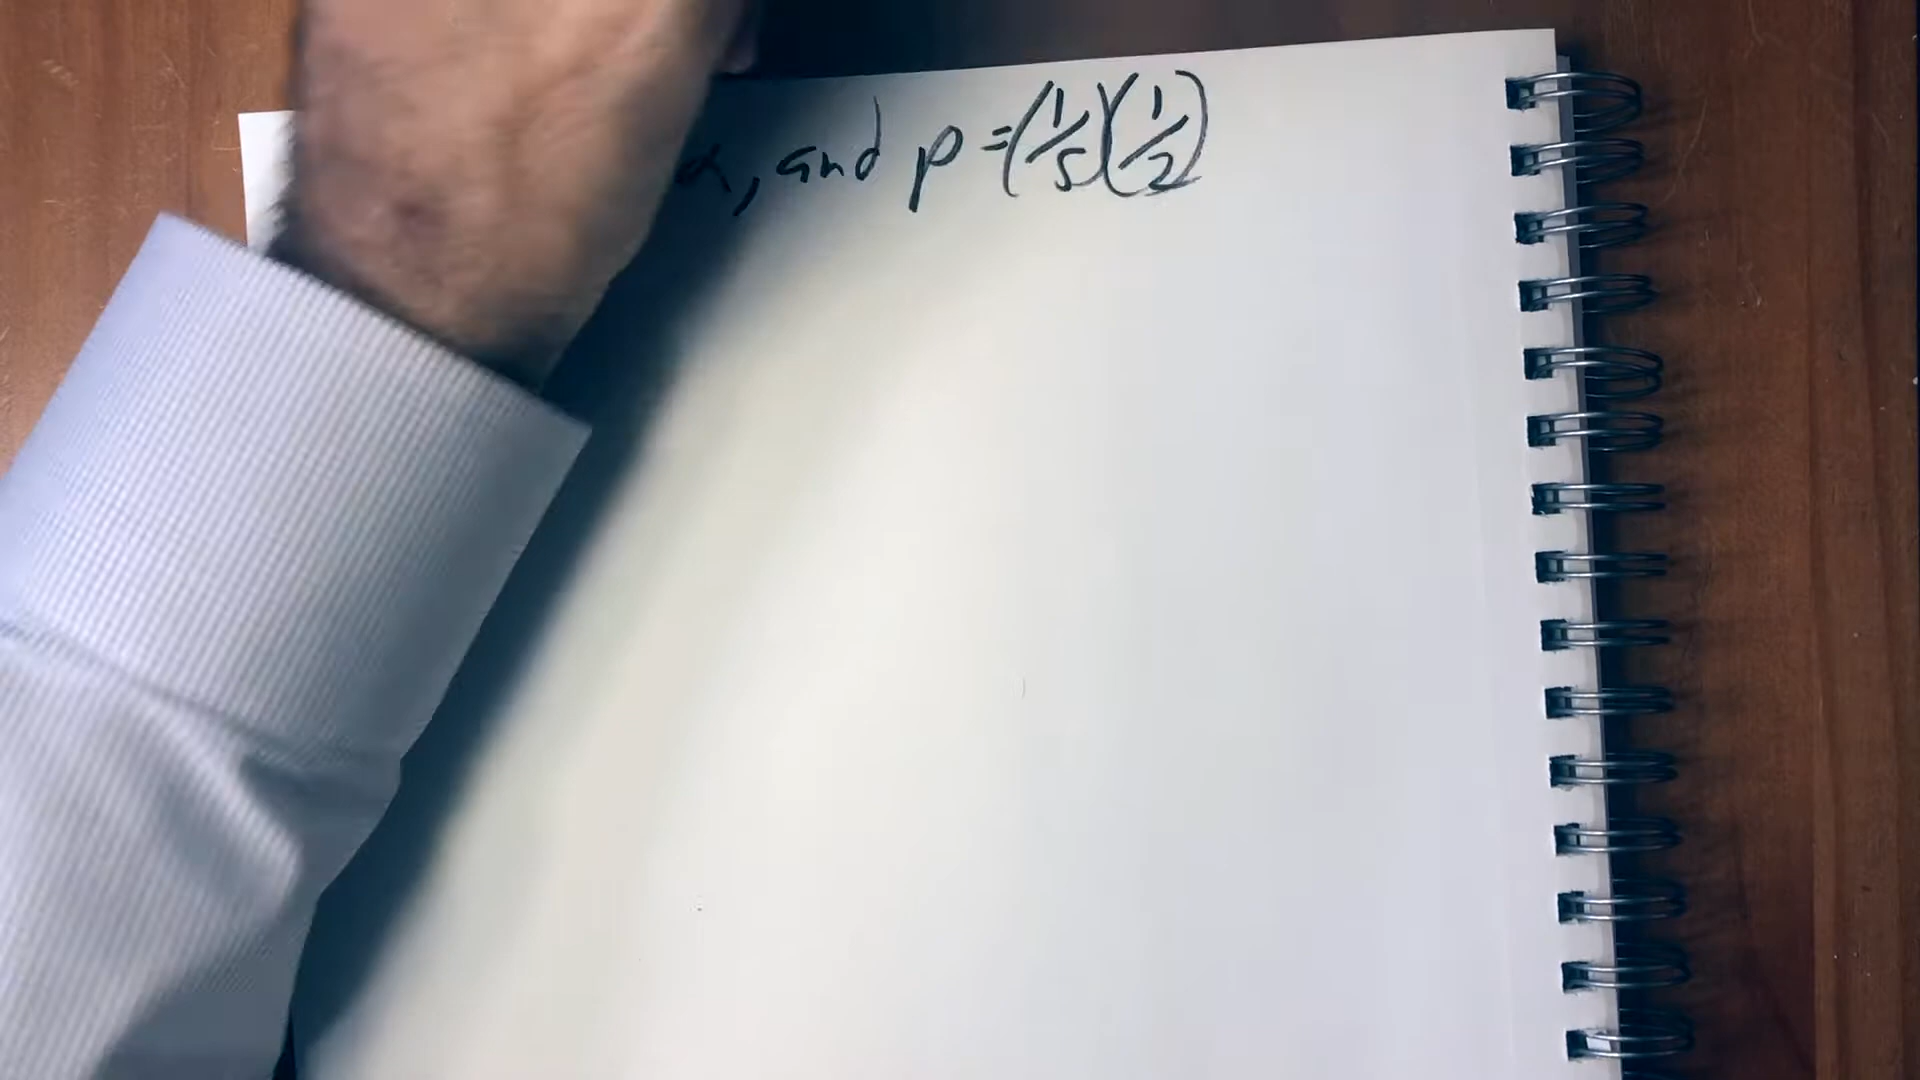 , and p = (1/5)(1/2)